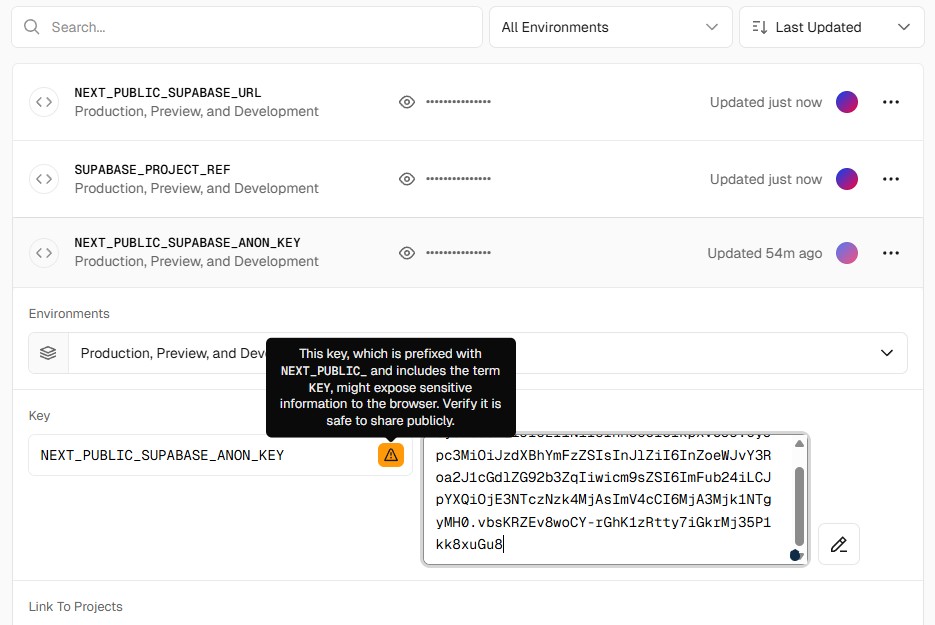 Search...
All Environments
Last Updated
NEXT_PUBLIC_SUPABASE_URL
Production, Preview, and Development
••••••••••••••
Updated just now
SUPABASE_PROJECT_REF
Production, Preview, and Development
••••••••••••••
Updated just now
NEXT_PUBLIC_SUPABASE_ANON_KEY
Production, Preview, and Development
••••••••••••••
Updated 54m ago
Environments
Production, Preview, and Dev
This key, which is prefixed with
NEXT_PUBLIC_ and includes the term
KEY, might expose sensitive
information to the browser. Verify it is
safe to share publicly.
Key
NEXT_PUBLIC_SUPABASE_ANON_KEY
pc3MiOiJzdXBhYmFzZSIsInJlZiI6InZoeWJvY3R
oa2J1cGdlZG92b3ZqIiwicm9sZSI6ImFub24iLCJ
pYXQiOjE3NTczNzk4MjAsImV4cCI6MjA3Mjk1NTg
yMH0.vbsKRZEv8woCY-rGhK1zRtty7iGkrMj35P1
kk8xuGu8
Link To Projects